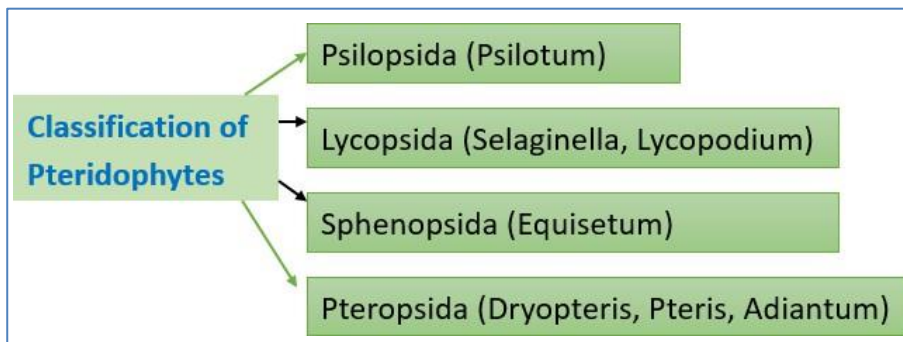 Classification of
Pteridophytes
Psilopsida (Psilotum)
Lycopsida (Selaginella, Lycopodium)
Sphenopsida (Equisetum)
Pteropsida (Dryopteris, Pteris, Adiantum)